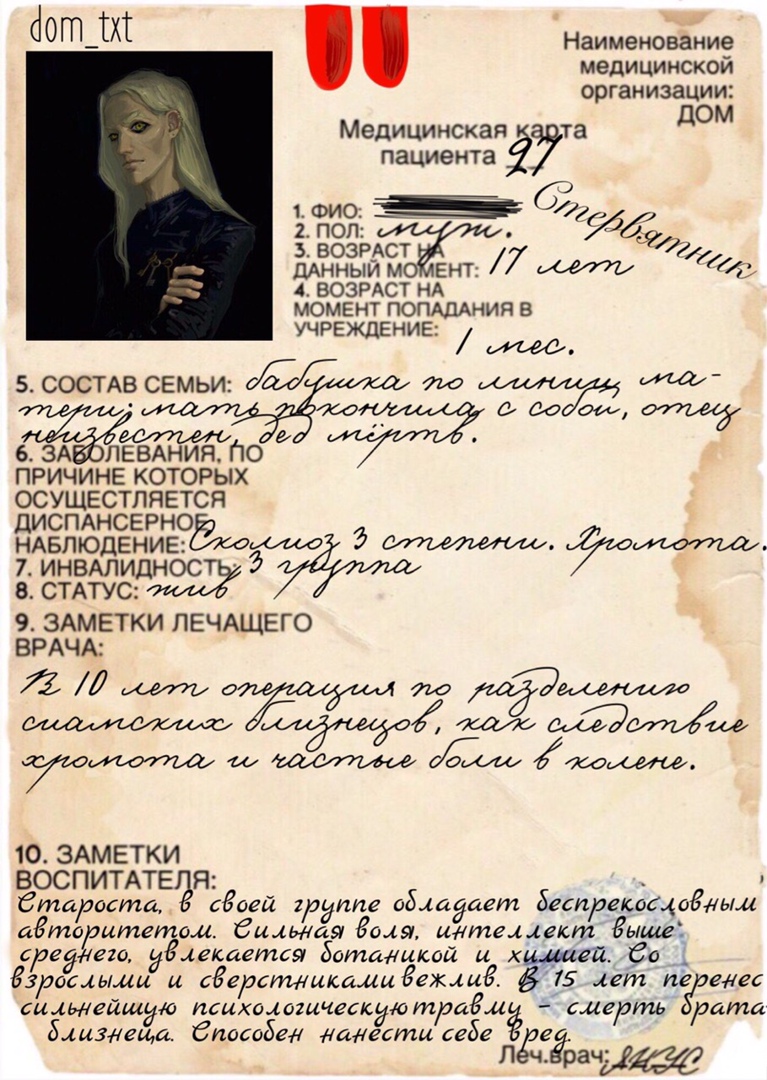 dom_txt
Наименование
медицинской
организации:
ДОМ
Медицинская карта
пациента 27
1. ФИО:
Стервятник
2. ПОЛ: муж.
3. ВОЗРАСТ НА
ДАННЫЙ МОМЕНТ: 17 лет
4. ВОЗРАСТ НА
МОМЕНТ ПОПАДАНИЯ В
УЧРЕЖДЕНИЕ:
1 мес.
5. СОСТАВ СЕМЬИ: бабушка по линии ма-
тери; мать покончила с собой, отец
неизвестен, дед мёртв.
6. ЗАБОЛЕВАНИЯ, ПО
ПРИЧИНЕ КОТОРЫХ
ОСУЩЕСТЛЯЕТСЯ
ДИСПАНСЕРНОЕ
НАБЛЮДЕНИЕ: Сколиоз 3 степени. Хромота.
7. ИНВАЛИДНОСТЬ: 3 группа
8. СТАТУС: жив
9. ЗАМЕТКИ ЛЕЧАЩЕГО
ВРАЧА:
В 10 лет операция по разделению
сиамских близнецов, как следствие
хромота и частые боли в колене.
10. ЗАМЕТКИ
ВОСПИТАТЕЛЯ:
Староста, в своей группе обладает беспрекословным
авторитетом. Сильная воля, интеллект выше
среднего, увлекается ботаникой и химией. Со
взрослыми и сверстниками вежлив. В 15 лет перенес
сильнейшую психологическую травму - смерть брата
близнеца. Способен нанести себе вред.
Леч.врач: